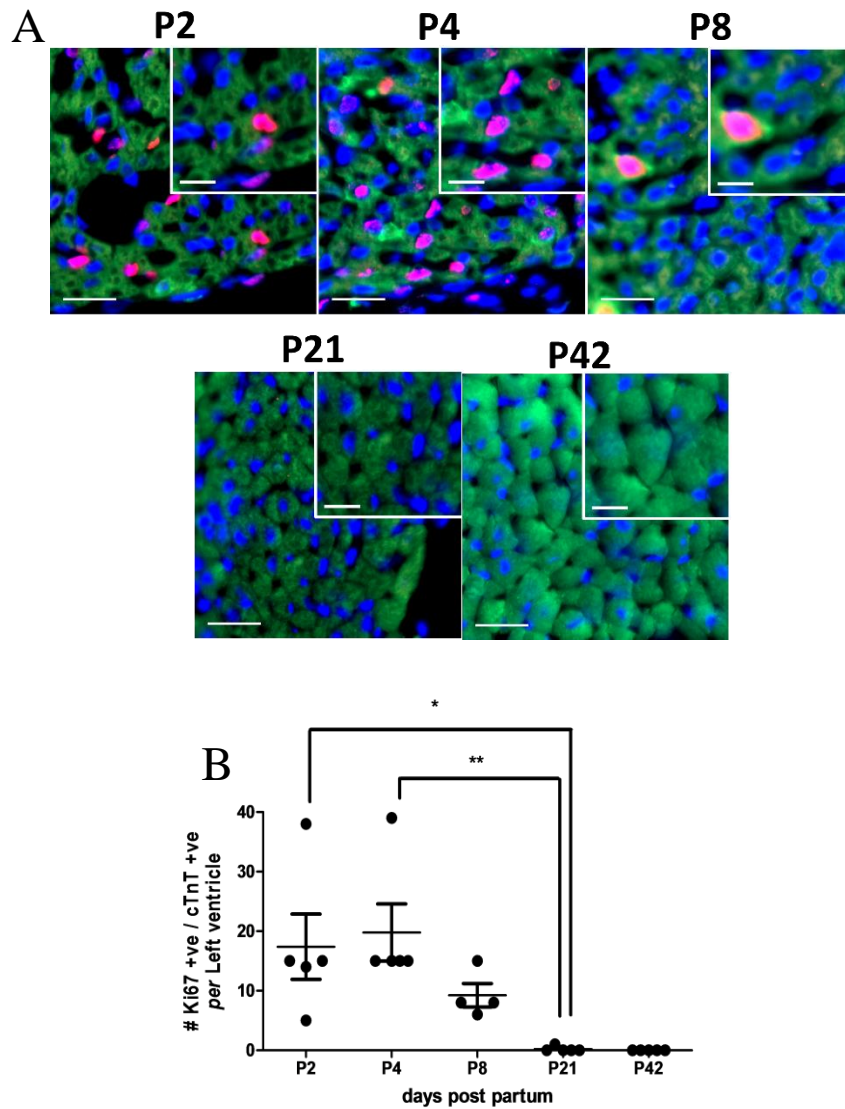 A
P2
P4
P8
P21
P42
B
*
**
# Ki67 +ve / cTnT +ve
per Left ventricle
40
30
20
10
0
P2
P4
P8
P21
P42
days post partum